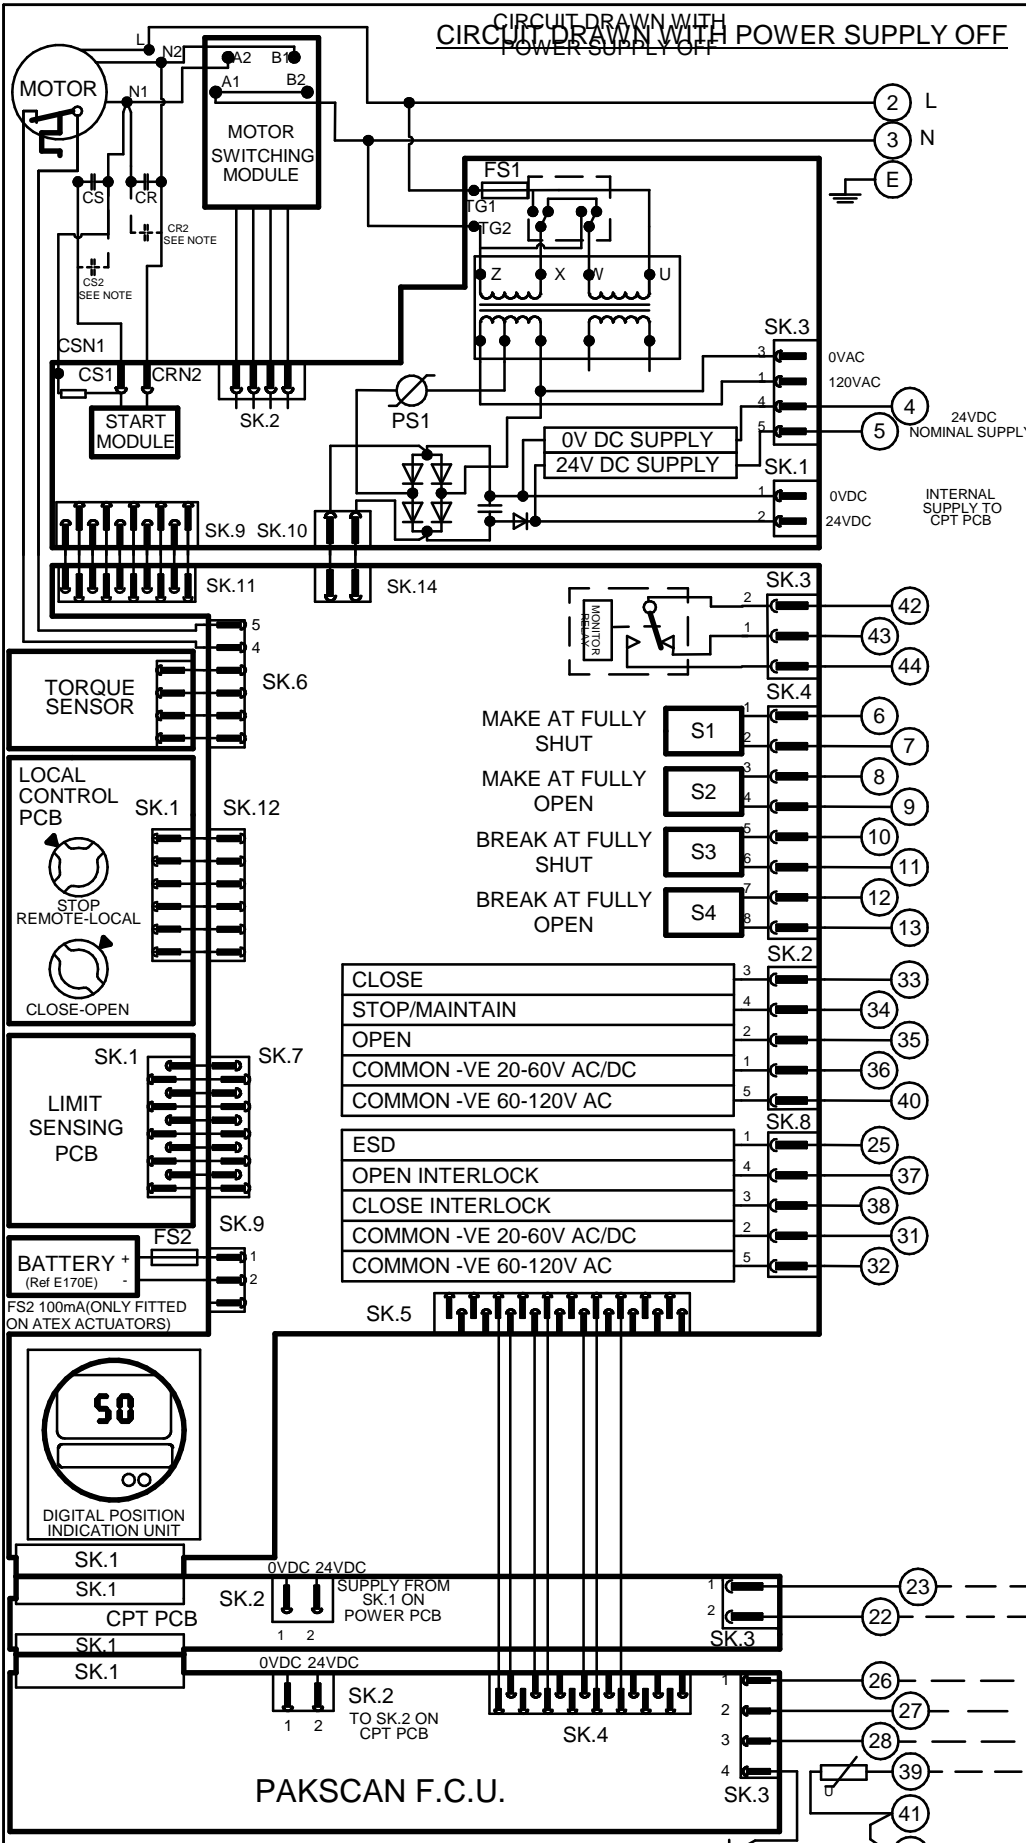 CIRCUIT DRAWN WITH
POWER SUPPLY OFF
CIRCUIT DRAWN WITH POWER SUPPLY OFF
L
N2
A2
B1
MOTOR
N1
A1
B2
2 L
MOTOR
SWITCHING
MODULE
3 N
FS1
E
CS
CR
TG1
TG2
CR2
SEE NOTE
CS2
SEE NOTE
Z
X
W
U
CSN1
CS1
CRN2
START
MODULE
SK.2
PS1
SK.3
3
0VAC
1
120VAC
4
4
24VDC
NOMINAL SUPPLY
5
5
0V DC SUPPLY
24V DC SUPPLY
SK.1
1
0VDC
2
24VDC
INTERNAL
SUPPLY TO
CPT PCB
SK.9
SK.10
SK.11
SK.14
MONITOR
RELAY
SK.3
2
42
1
43
44
5
4
SK.6
TORQUE
SENSOR
SK.4
MAKE AT FULLY
SHUT
S1
1
6
2
7
MAKE AT FULLY
OPEN
S2
3
8
4
9
BREAK AT FULLY
SHUT
S3
5
10
6
11
BREAK AT FULLY
OPEN
S4
7
12
8
13
LOCAL
CONTROL
PCB
SK.1
SK.12
STOP
REMOTE-LOCAL
CLOSE-OPEN
SK.2
CLOSE
3
33
STOP/MAINTAIN
4
34
OPEN
2
35
COMMON -VE 20-60V AC/DC
1
36
COMMON -VE 60-120V AC
5
40
SK.1
SK.7
LIMIT
SENSING
PCB
SK.8
ESD
1
25
OPEN INTERLOCK
4
37
CLOSE INTERLOCK
3
38
COMMON -VE 20-60V AC/DC
2
31
COMMON -VE 60-120V AC
5
32
SK.9
FS2
BATTERY +
(Ref E170E) -
1
2
FS2 100mA(ONLY FITTED
ON ATEX ACTUATORS)
SK.5
50
DIGITAL POSITION
INDICATION UNIT
SK.1
SK.1
CPT PCB
SK.2
0VDC 24VDC
1 2
SUPPLY FROM
SK.1 ON
POWER PCB
1
23
2
22
SK.3
SK.1
SK.1
0VDC 24VDC
1 2
SK.2
TO SK.2 ON
CPT PCB
SK.4
1
26
2
27
3
28
4
SK.3
U
39
41
PAKSCAN F.C.U.